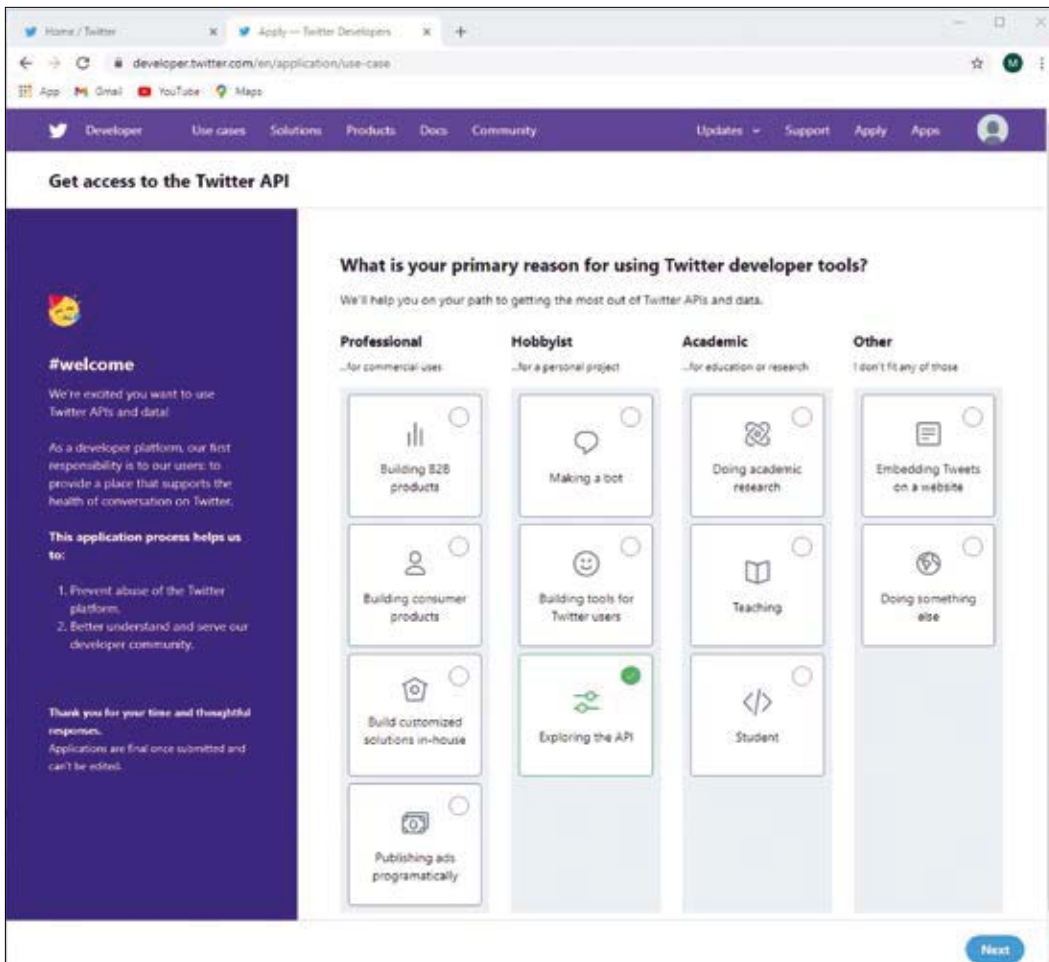 Home / Twitter
Apply — Twitter Developers
developer.twitter.com/en/application/use-case
M
App Gmail YouTube Maps
Developer Use cases Solutions Products Docs Community Updates Support Apply Apps
Get access to the Twitter API
#welcome
We're excited you want to use
Twitter APIs and data!
As a developer platform, our first
responsibility is to our users: to
provide a place that supports the
health of conversation on Twitter.
This application process helps us
to:
1. Prevent abuse of the Twitter
platform.
2. Better understand and serve our
developer community.
Thank you for your time and thoughtful
responses.
Applications are final once submitted and
can't be edited.
What is your primary reason for using Twitter developer tools?
We'll help you on your path to getting the most out of Twitter APIs and data.
Professional
...for commercial uses
Building B2B
products
Building consumer
products
Build customized
solutions in-house
Publishing ads
programatically
Hobbyist
...for a personal project
Making a bot
Building tools for
Twitter users
Exploring the API
Academic
...for education or research
Doing academic
research
Teaching
Student
Other
I don't fit any of those
Embedding Tweets
on a website
Doing something
else
Next